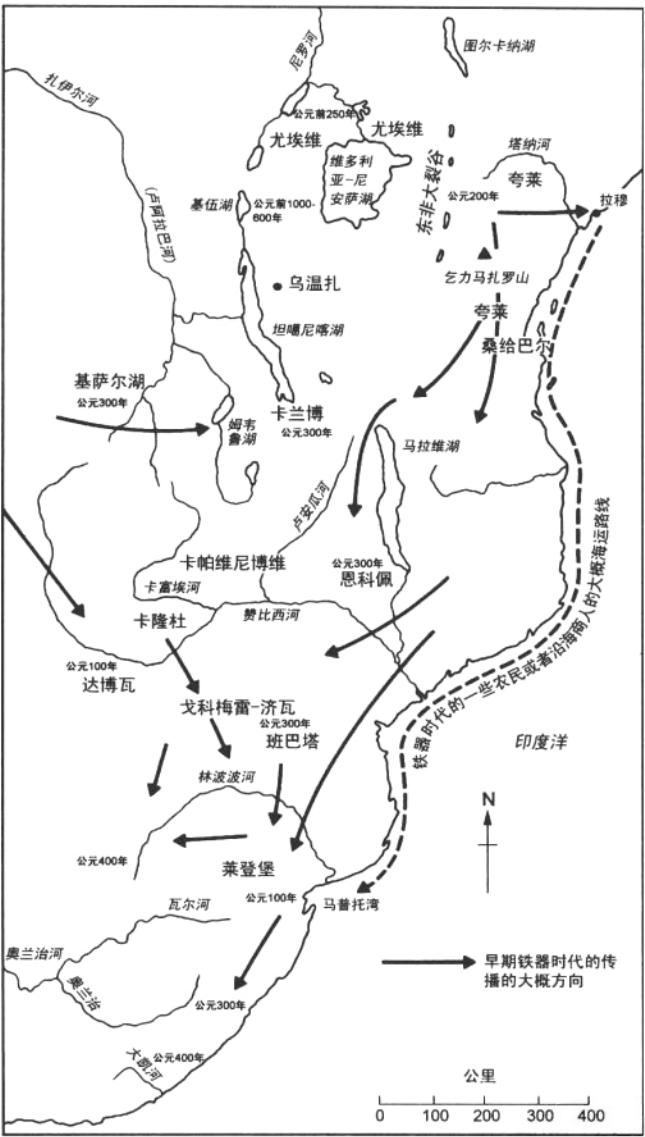 图尔卡纳湖
尼罗河
扎伊尔河
公元前250年
尤埃维
尤埃维
塔纳河
维多利
亚-尼
安萨湖
东非大裂谷
夸莱
公元200年
拉穆
(卢阿拉巴河)
基伍湖
公元前1000-
600年
乞力马扎罗山
乌温扎
夸莱
坦噶尼喀湖
桑给巴尔
基萨尔湖
公元300年
卡兰博
公元300年
姆韦
鲁湖
马拉维湖
卢安瓜河
卡帕维尼博维
公元300年
恩科佩
卡富埃河
赞比西河
卡隆杜
公元100年
达博瓦
戈科梅雷-济瓦
公元300年
班巴塔
铁器时代的一些农民或者沿海商人的大概海运路线
印度洋
林波波河
N
公元400年
莱登堡
公元100年
马普托湾
瓦尔河
奥兰治河
奥兰治
早期铁器时代的传
播的大概方向
公元300年
公元400年
大凯河
公里
0 100 200 300 400